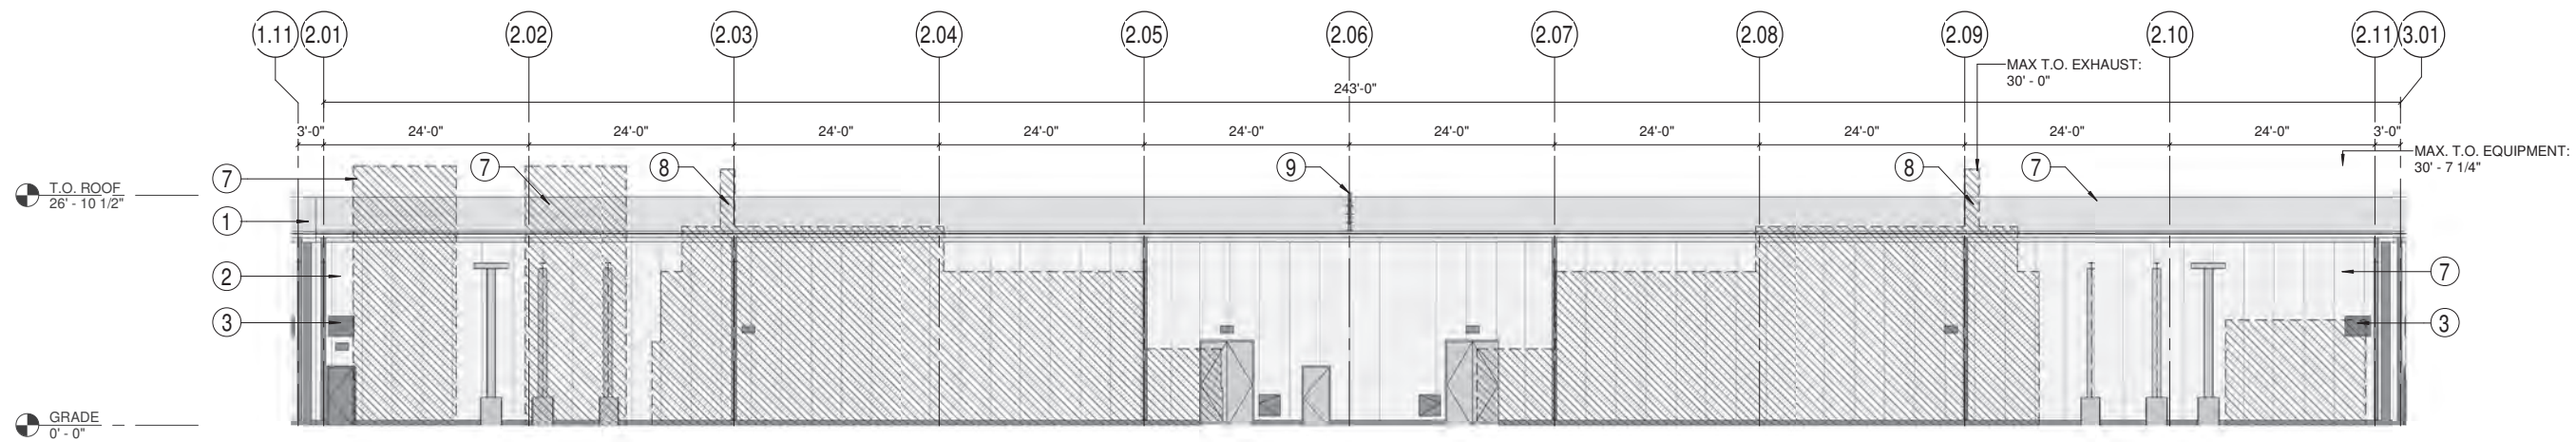 1.11 2.01 2.02 2.03 2.04 2.05 2.06 2.07 2.08 2.09 2.10 2.11 3.01
MAX T.O. EXHAUST:
30' - 0"
243'-0"
3'-0" 24'-0" 24'-0" 24'-0" 24'-0" 24'-0" 24'-0" 24'-0" 24'-0" 24'-0" 24'-0" 3'-0"
MAX. T.O. EQUIPMENT:
30' - 7 1/4"
7 7 8 9 8 7
T.O. ROOF
26' - 10 1/2"
1
2 7
3 3
GRADE
0' - 0"